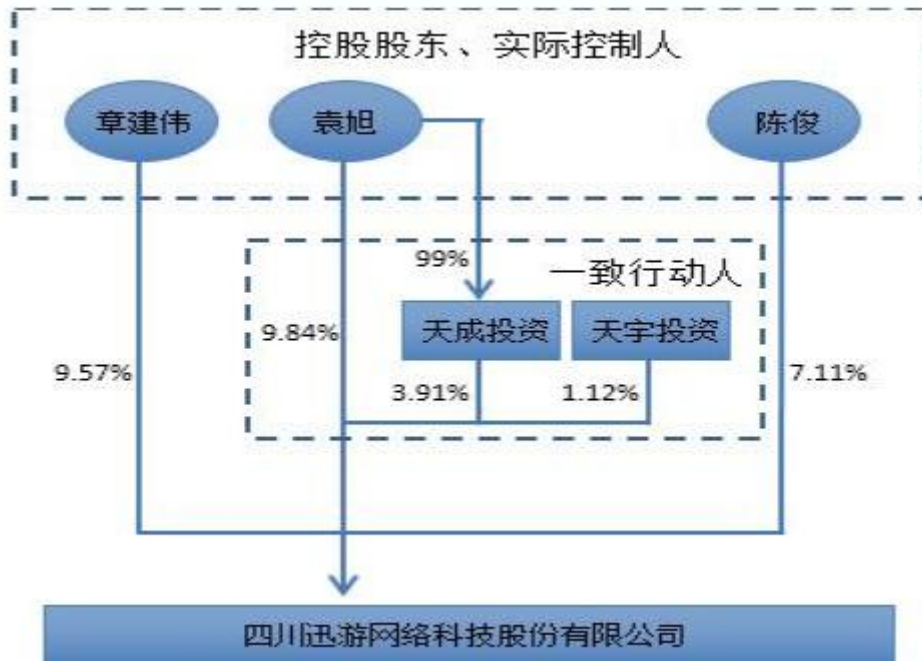 控股股东、实际控制人
章建伟
袁旭
陈俊
99%
一致行动人
天成投资
天宇投资
9.84%
9.57%
3.91%
1.12%
7.11%
四川迅游网络科技股份有限公司